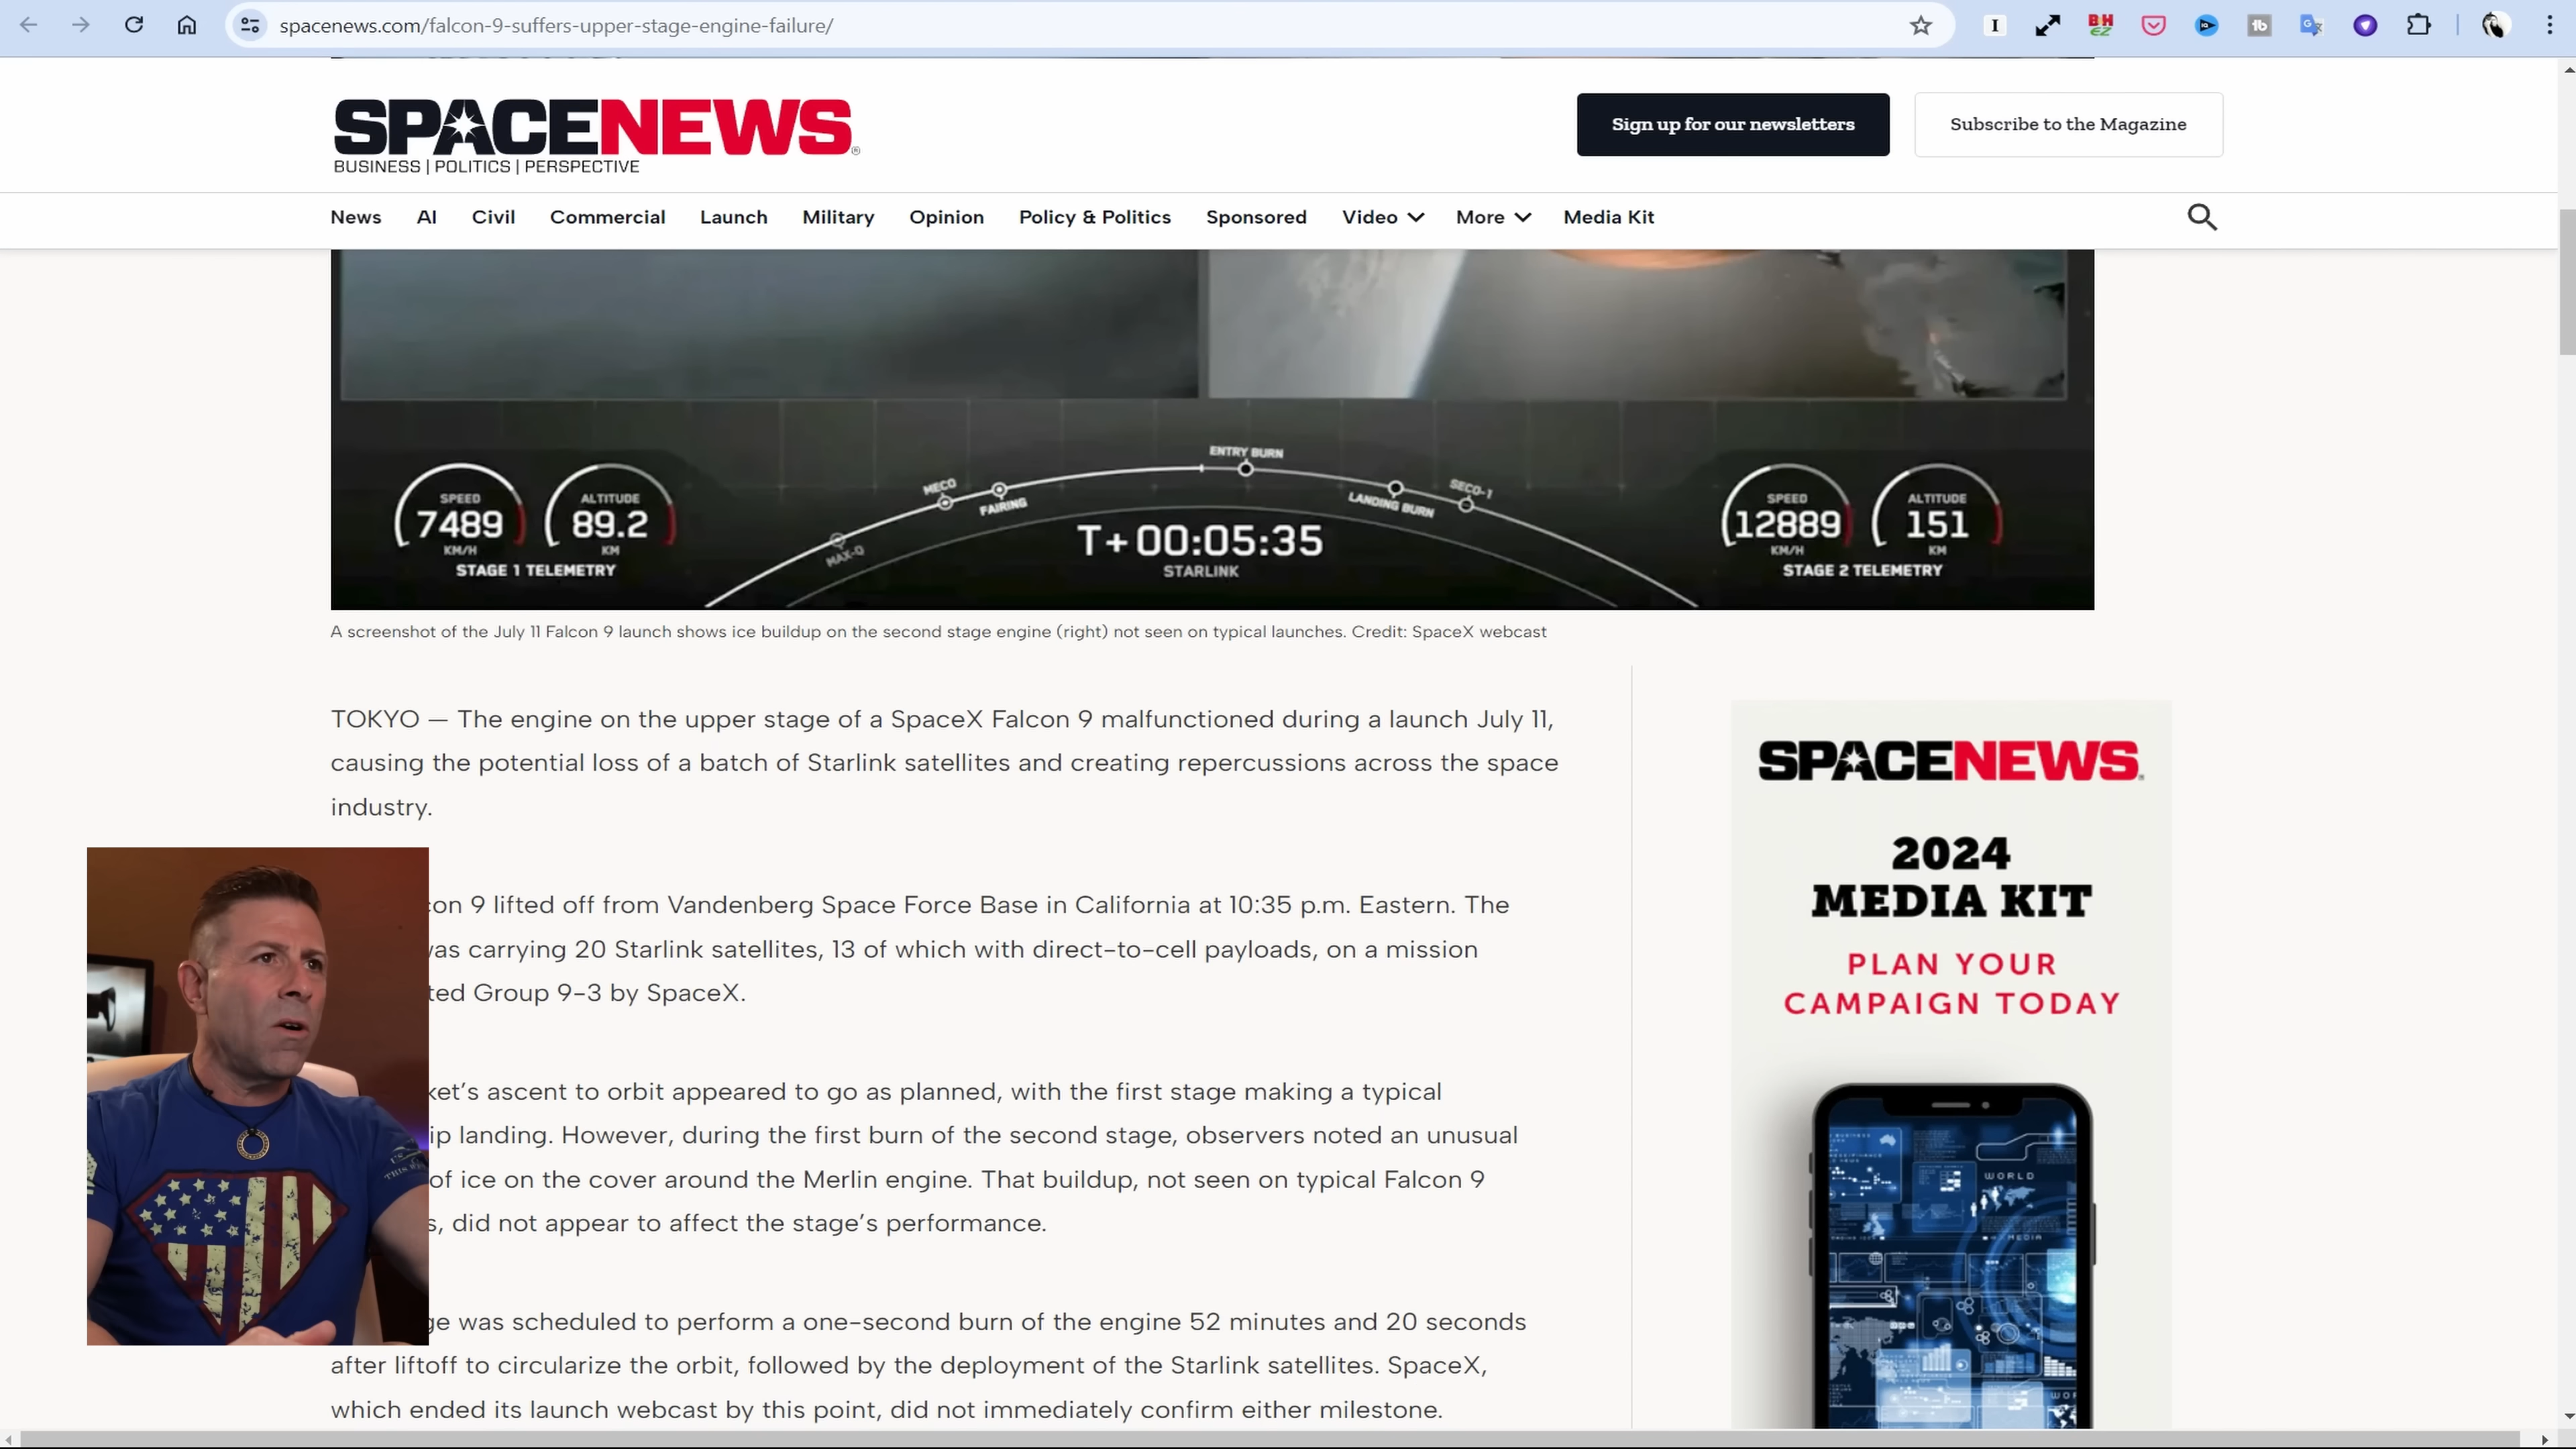 spacenews.com/falcon-9-suffers-upper-stage-engine-failure/
SPACENEWS®
BUSINESS | POLITICS | PERSPECTIVE
Sign up for our newsletters
Subscribe to the Magazine
News AI Civil Commercial Launch Military Opinion Policy & Politics Sponsored Video More Media Kit
SPEED
7489
KM/H
ALTITUDE
89.2
KM
STAGE 1 TELEMETRY
MAX-Q
MECO
FAIRING
ENTRY BURN
LANDING BURN
SECO-1
T+ 00:05:35
STARLINK
SPEED
12889
KM/H
ALTITUDE
151
KM
STAGE 2 TELEMETRY
A screenshot of the July 11 Falcon 9 launch shows ice buildup on the second stage engine (right) not seen on typical launches. Credit: SpaceX webcast
TOKYO — The engine on the upper stage of a SpaceX Falcon 9 malfunctioned during a launch July 11,
causing the potential loss of a batch of Starlink satellites and creating repercussions across the space
industry.
con 9 lifted off from Vandenberg Space Force Base in California at 10:35 p.m. Eastern. The
was carrying 20 Starlink satellites, 13 of which with direct-to-cell payloads, on a mission
ted Group 9-3 by SpaceX.
ket’s ascent to orbit appeared to go as planned, with the first stage making a typical
ip landing. However, during the first burn of the second stage, observers noted an unusual
of ice on the cover around the Merlin engine. That buildup, not seen on typical Falcon 9
s, did not appear to affect the stage’s performance.
ge was scheduled to perform a one-second burn of the engine 52 minutes and 20 seconds
after liftoff to circularize the orbit, followed by the deployment of the Starlink satellites. SpaceX,
which ended its launch webcast by this point, did not immediately confirm either milestone.
SPACENEWS
2024
MEDIA KIT
PLAN YOUR
CAMPAIGN TODAY
WORLD
MEDIA